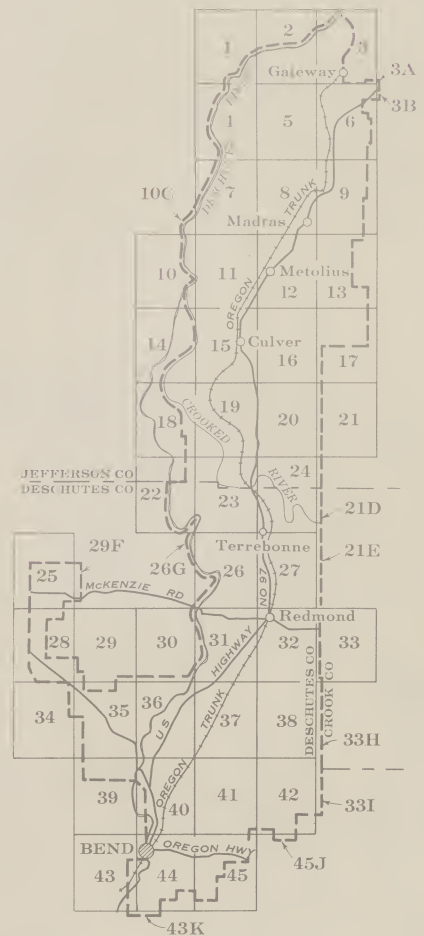 2
1
3
Gateway
3A
3B
RIVER
4
5
6
DESCHUTES
10C
7
8
9
TRUNK
Madras
10
11
Metolius
12
13
OREGON
14
15
Culver
16
17
18
19
20
21
CROOKED
RIVER
24
JEFFERSON CO
DESCHUTES CO
22
23
21D
29F
26G
26
Terrebonne
27
21E
25
McKENZIE RD
NO 97
28
29
30
31
Redmond
32
33
HIGHWAY
DESCHUTES CO
CROOK CO
34
35
36
U S
TRUNK
37
38
33H
OREGON
39
40
41
42
33I
BEND
OREGON HWY
45J
43
44
45
43K